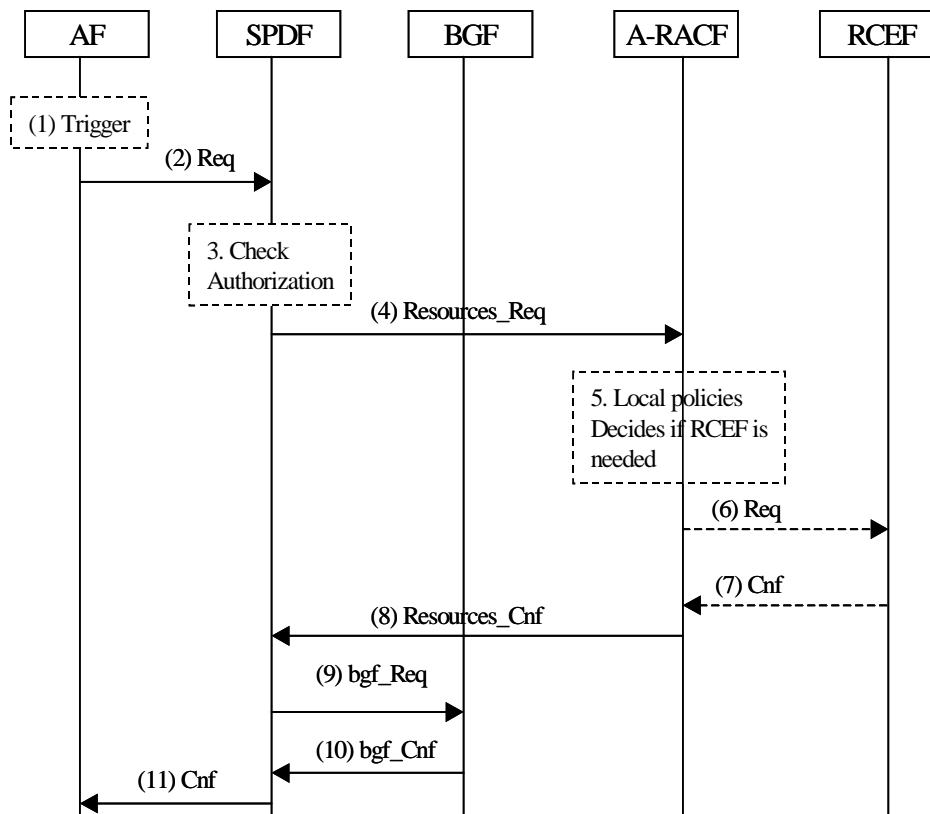 AF
SPDF
BGF
A-RACF
RCEF
(1) Trigger
(2) Req
3. Check
Authorization
(4) Resources_Req
5. Local policies
Decides if RCEF is
needed
(6) Req
(7) Cnf
(8) Resources_Cnf
(9) bgf_Req
(10) bgf_Cnf
(11) Cnf